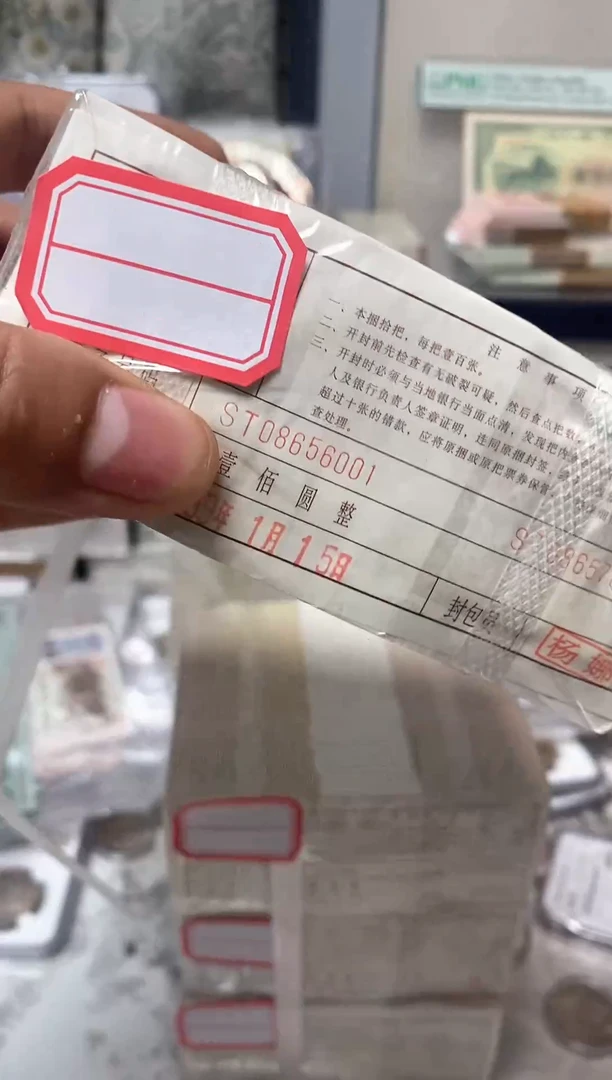 PMG
注意事项
一、本捆拾把，每把壹百张。
二、开封前先检查有无破裂可疑，然后查点把数，
三、开封时必须与当地银行当面点清，发现把内
人及银行负责人签章证明，连同原捆封签、
超过十张的错款，应将原捆或原把票券保留
查处理。
ST08656001
壹佰圆整
年 1月15日
封包员
杨娜